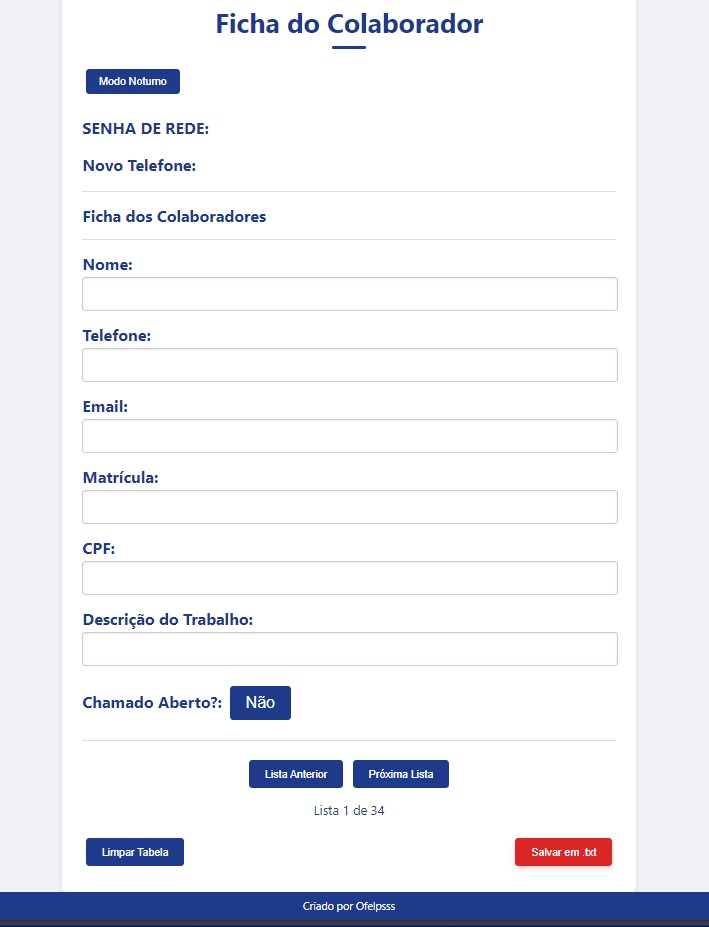 Ficha do Colaborador
Modo Noturno
SENHA DE REDE:
Novo Telefone:
Ficha dos Colaboradores
Nome:
Telefone:
Email:
Matrícula:
CPF:
Descrição do Trabalho:
Chamado Aberto?: Não
Lista Anterior Próxima Lista
Lista 1 de 34
Limpar Tabela Salvar em .txt
Criado por Ofelpsss